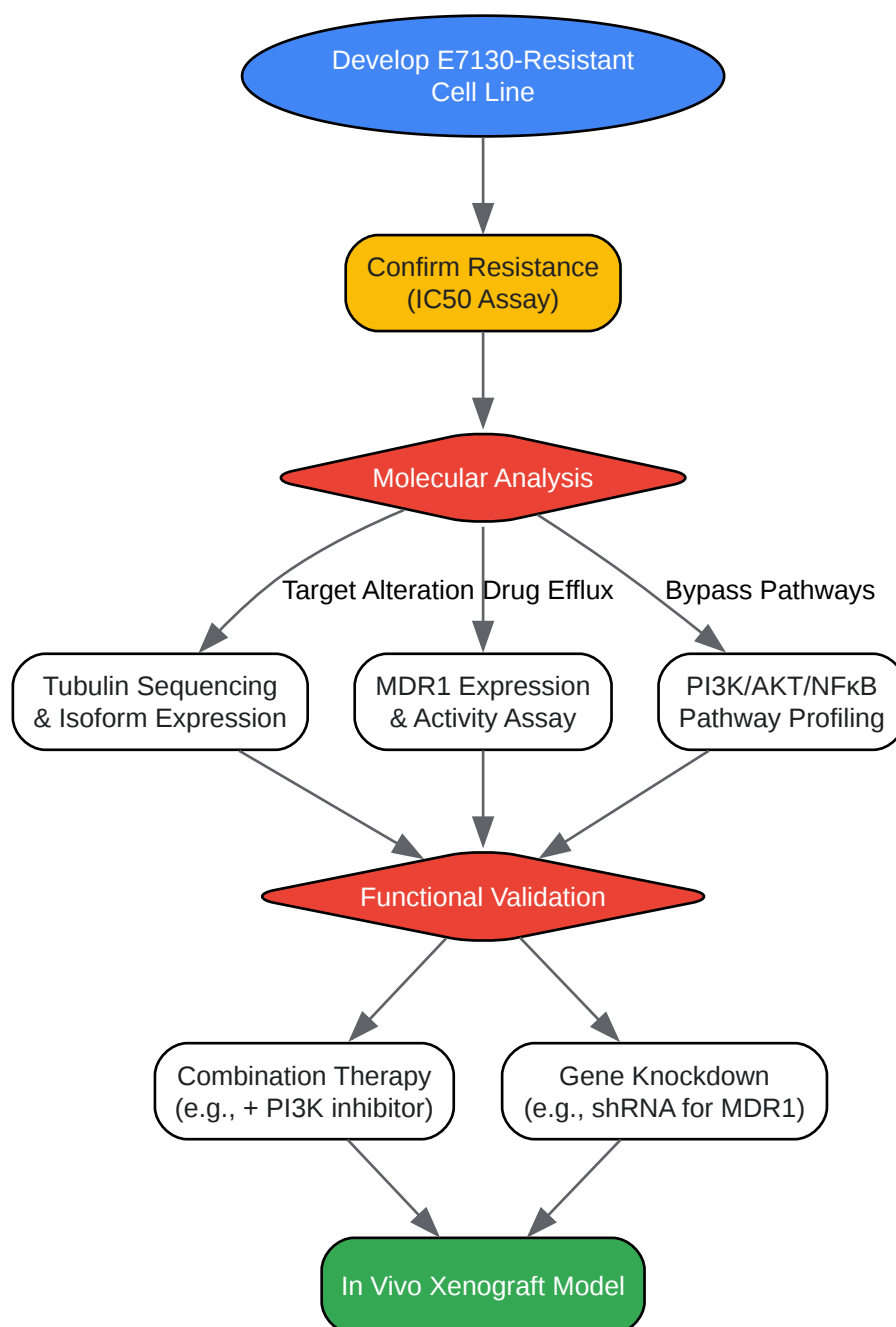 Develop E7130-Resistant
Cell Line
Confirm Resistance
(IC50 Assay)
Molecular Analysis
Target Alteration
Drug Efflux
Bypass Pathways
Tubulin Sequencing
& Isoform Expression
MDR1 Expression
& Activity Assay
PI3K/AKT/NFκB
Pathway Profiling
Functional Validation
Combination Therapy
(e.g., + PI3K inhibitor)
Gene Knockdown
(e.g., shRNA for MDR1)
In Vivo Xenograft Model